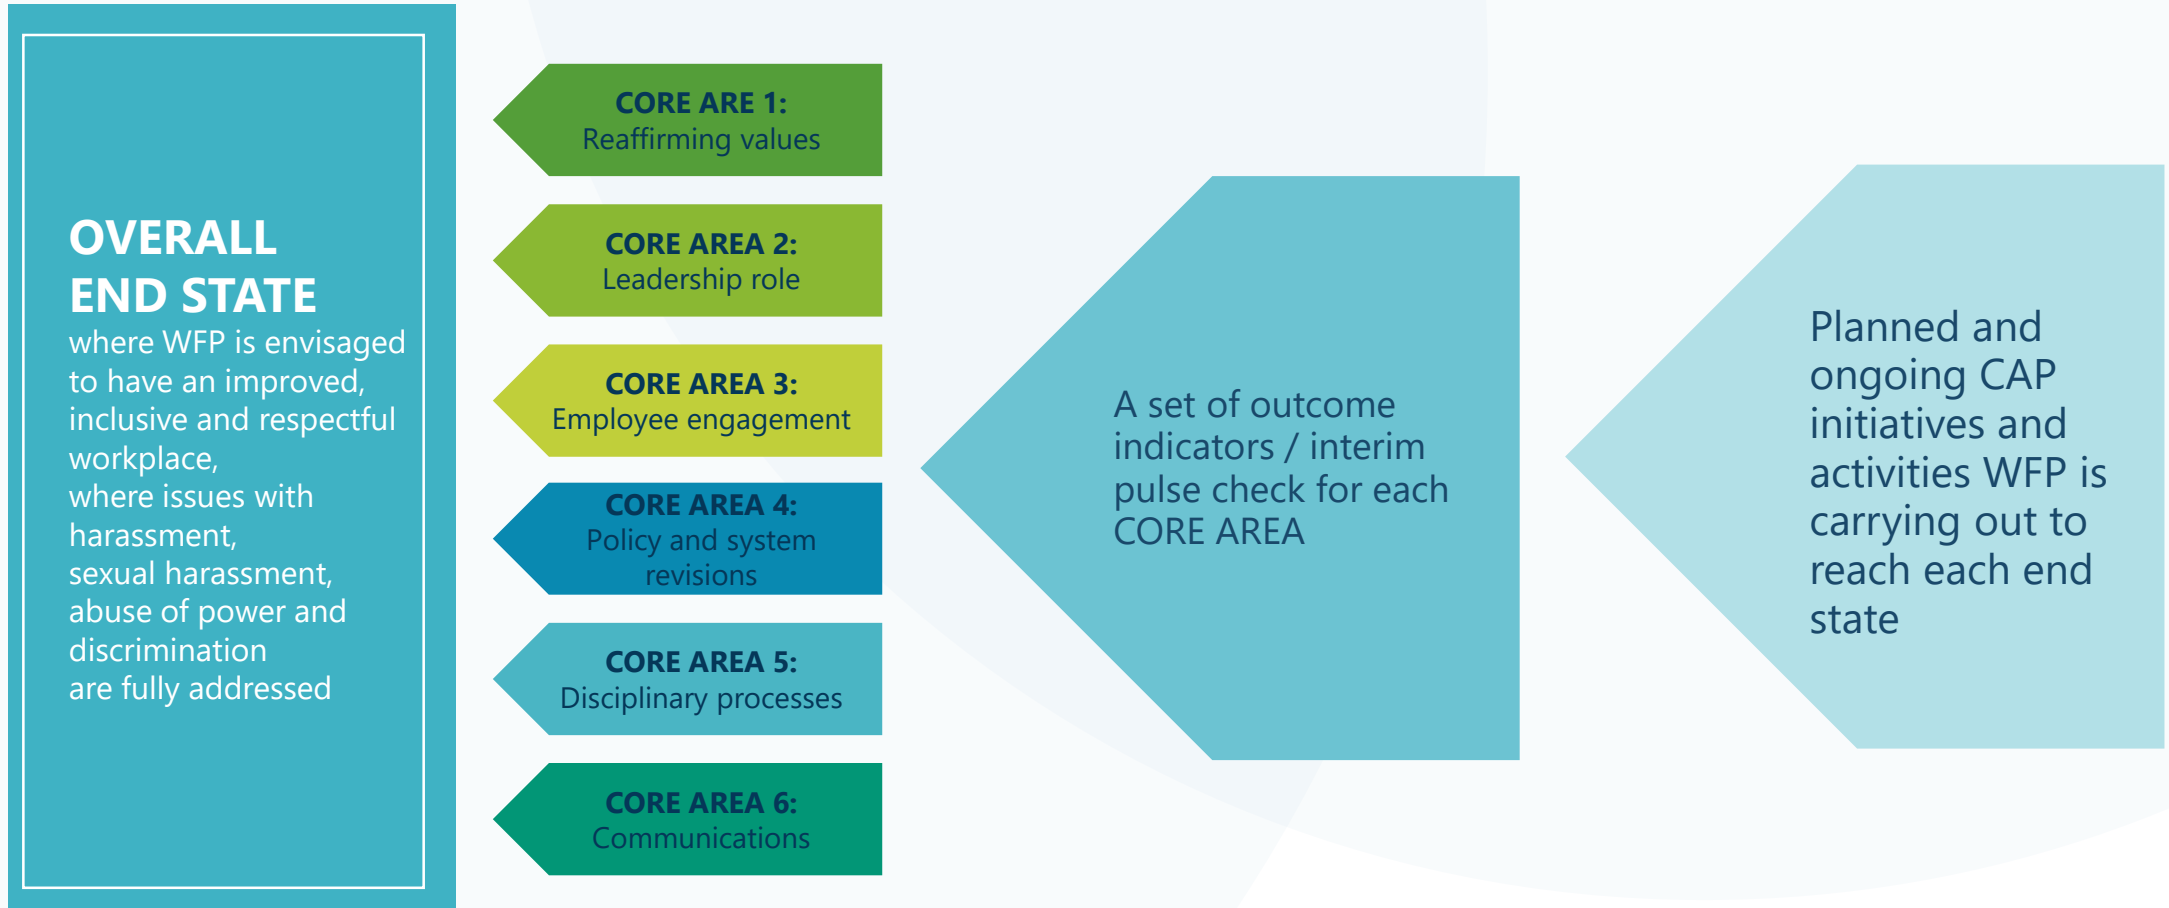 OVERALL
END STATE
where WFP is envisaged
to have an improved,
inclusive and respectful
workplace,
where issues with
harassment,
sexual harassment,
abuse of power and
discrimination
are fully addressed
CORE ARE 1:
Reaffirming values
CORE AREA 2:
Leadership role
CORE AREA 3:
Employee engagement
CORE AREA 4:
Policy and system
revisions
CORE AREA 5:
Disciplinary processes
CORE AREA 6:
Communications
A set of outcome
indicators / interim
pulse check for each
CORE AREA
Planned and
ongoing CAP
initiatives and
activities WFP is
carrying out to
reach each end
state